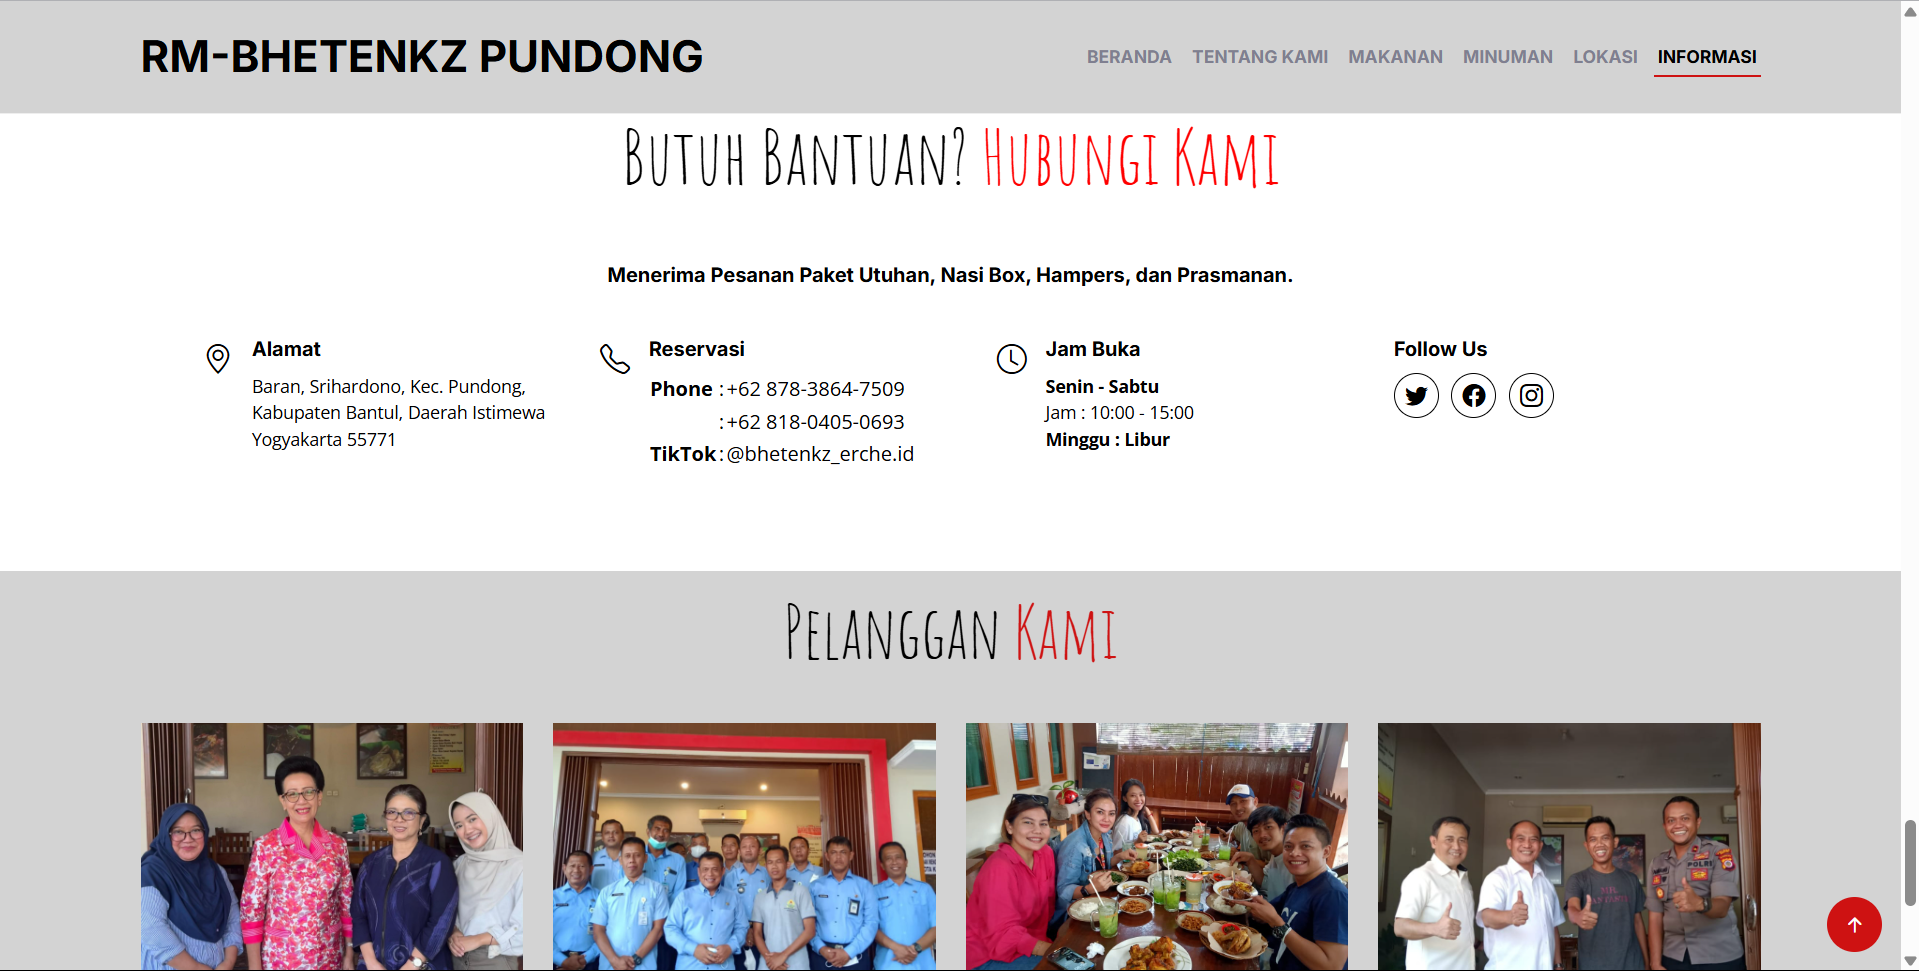 RM-BHETENKZ PUNDONG
BERANDA TENTANG KAMI MAKANAN MINUMAN LOKASI INFORMASI
BUTUH BANTUAN? HUBUNGI KAMI
Menerima Pesanan Paket Utuhan, Nasi Box, Hampers, dan Prasmanan.
Alamat
Baran, Srihardono, Kec. Pundong,
Kabupaten Bantul, Daerah Istimewa
Yogyakarta 55771
Reservasi
Phone : +62 878-3864-7509
: +62 818-0405-0693
TikTok : @bhetenkz_erche.id
Jam Buka
Senin - Sabtu
Jam : 10:00 - 15:00
Minggu : Libur
Follow Us
PELANGGAN KAMI
POLRI